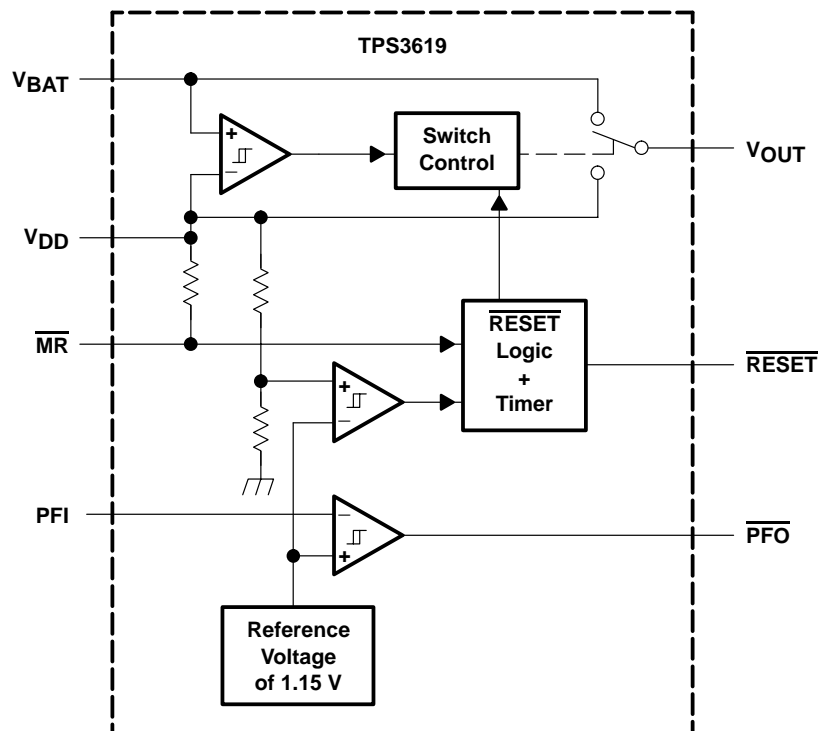 TPS3619
VBAT
+
–
Switch
Control
VOUT
VDD
MR
RESET
Logic
+
Timer
RESET
+
–
PFI
–
+
PFO
Reference
Voltage
of 1.15 V